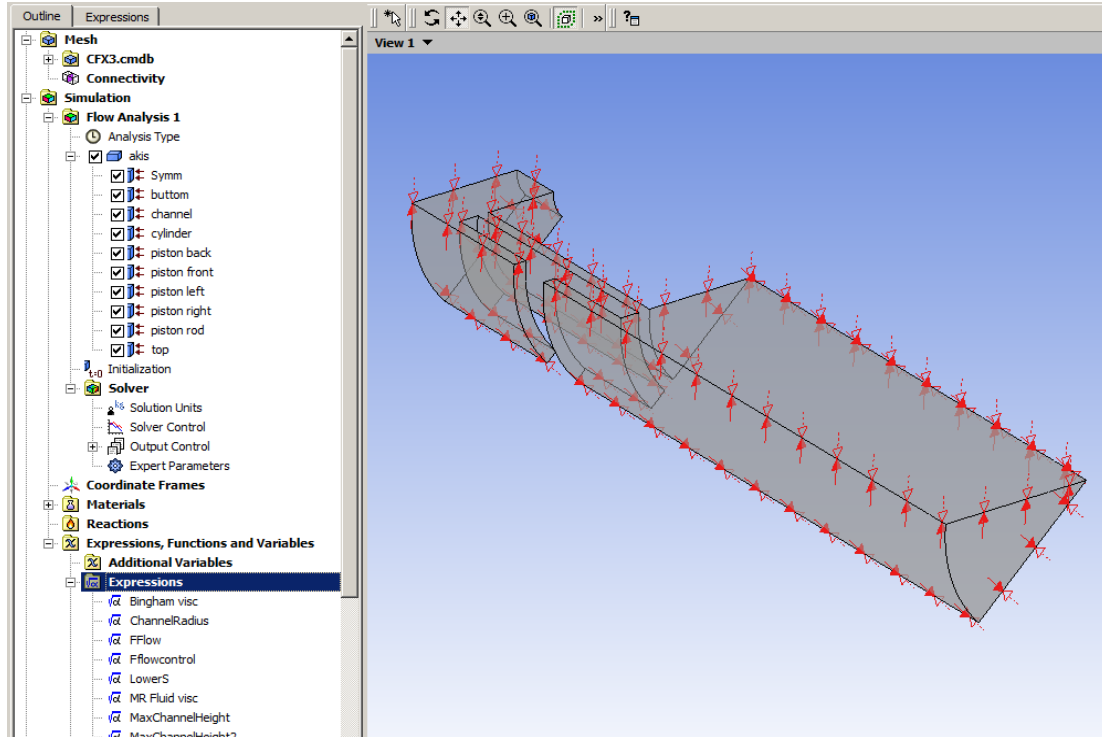 Outline Expressions
View 1
Mesh
CFX3.cmdb
Connectivity
Simulation
Flow Analysis 1
Analysis Type
akis
Symm
buttom
channel
cylinder
piston back
piston front
piston left
piston right
piston rod
top
t=0 Initialization
Solver
Solution Units
Solver Control
Output Control
Expert Parameters
Coordinate Frames
Materials
Reactions
Expressions, Functions and Variables
Additional Variables
Expressions
Bingham visc
ChannelRadius
FFlow
Fflowcontrol
LowerS
MR Fluid visc
MaxChannelHeight
MaxChannelHeight2